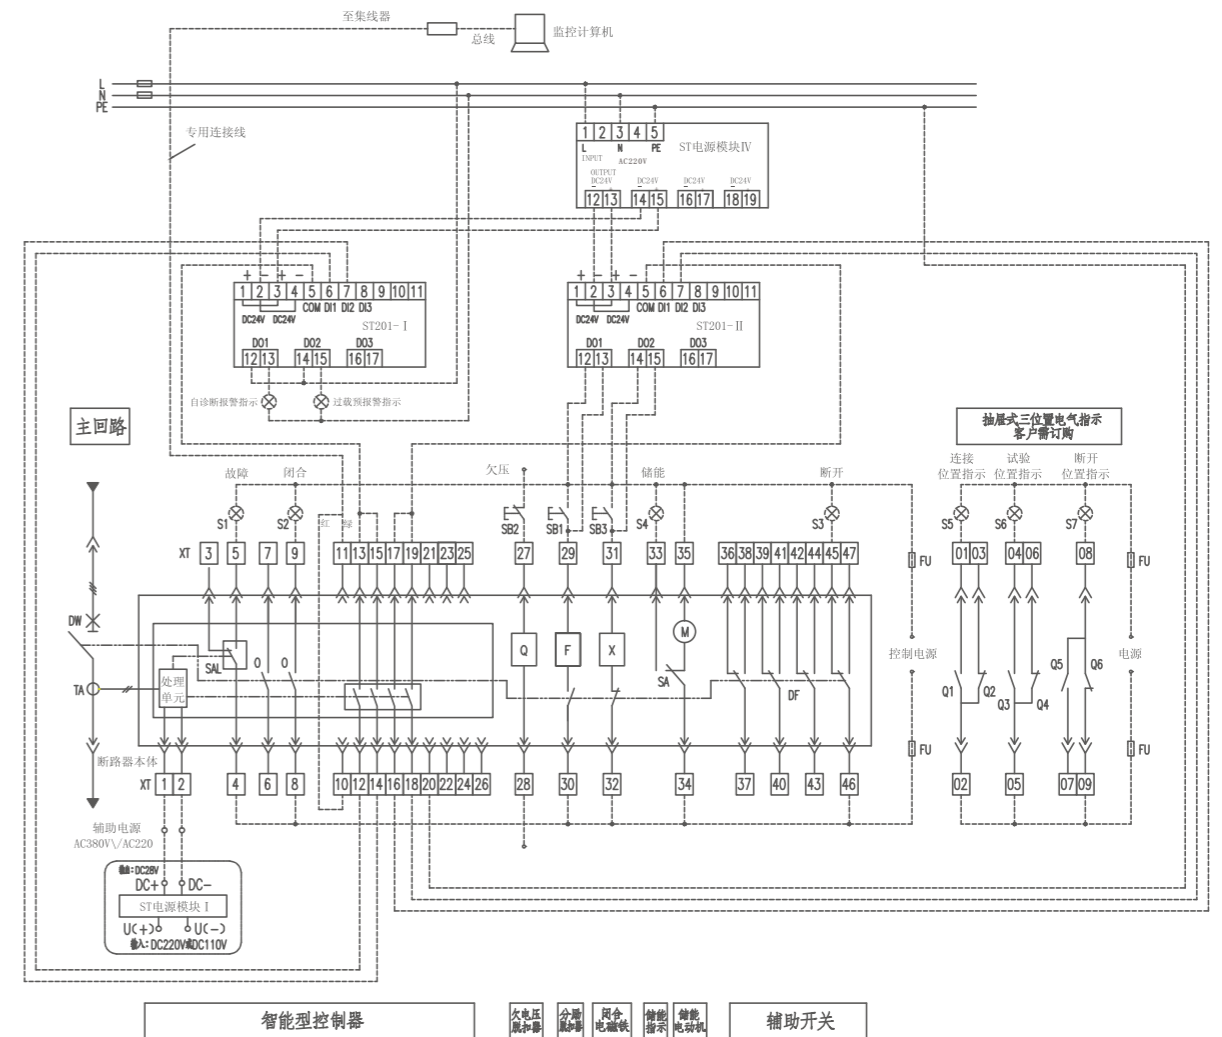 至集线器
总线
监控计算机
L
N
PE
专用连接线
1 2 3 4 5
L N PE
ST电源模块Ⅳ
INPUT
AC220V
OUTPUT
DC24V DC24V DC24V DC24V
12 13 14 15 16 17 18 19
+ - + -
1 2 3 4 5 6 7 8 9 10 11
COM DI1 DI2 DI3
DC24V DC24V
ST201-Ⅰ
DO1 DO2 DO3
12 13 14 15 16 17
自诊断报警指示
过载预报警指示
+ - + -
1 2 3 4 5 6 7 8 9 10 11
COM DI1 DI2 DI3
DC24V DC24V
ST201-Ⅱ
DO1 DO2 DO3
12 13 14 15 16 17
主回路
抽屉式三位置电气指示
客户需订购
连接
位置指示
试验
位置指示
断开
位置指示
故障 闭合 欠压 储能 断开
S1 S2 红 绿 SB2 SB1 SB3 S4 S3 S5 S6 S7
XT 3 5 7 9 11 13 15 17 19 21 23 25 27 29 31 33 35 36 38 39 41 42 44 45 47
FU
01 03 04 06 08
FU
DW
SAL O O
Q F X M
SA
DF
控制电源
电源
TA
处理
单元
Q1 Q2 Q3 Q4 Q5 Q6
断路器本体
FU FU
XT 1 2 4 6 8 10 12 14 16 18 20 22 24 26 28 30 32 34 37 40 43 46
02 05 07 09
辅助电源
AC380V\/AC220
输出:DC28V
DC+ DC-
ST电源模块Ⅰ
U(+) U(-)
输入:DC220V或DC110V
智能型控制器
欠电压
脱扣器
分励
脱扣器
闭合
电磁铁
储能
指示
储能
电动机
辅助开关